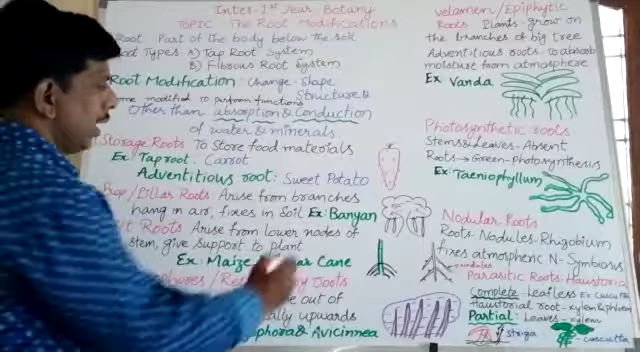 Inter-1st Year Botany
TOPIC The Root Modifications
Root Part of the body below the soil
Root Types A) Tap Root System
B) Fibrous Root System
Root Modification Change-Shape
Structure &
modified to perform functions
Other than absorption & Conduction
of water & minerals
Storage Roots To Store food materials
Ex: Taproot - Carrot
Adventitious root: Sweet Potato
Prop/Pillar Roots: Arise from branches
hang in air, fixes in Soil Ex: Banyan
Roots Arise from lower nodes of
stem, give support to plant
Ex: Maize Cane
out of
upwards
& Avicinnea
Velamen/Epiphytic
Roots Plants grow on
the branches of big tree
Adventitious roots to absorb
moisture from atmosphere
Ex Vanda
Photosynthetic roots
Stems & Leaves - Absent
Roots → Green - Photosynthesis
Ex: Taeniophyllum
Nodular Roots
Roots Nodules - Rhizobium
fixes atmospheric N - Symbiosis
nodules
Parasitic Roots: Haustoria
Complete - Leafless Ex Cuscutta
Haustorial root - xylem & phloem
Partial: Leaves - xylem
Striga
- cuscutta